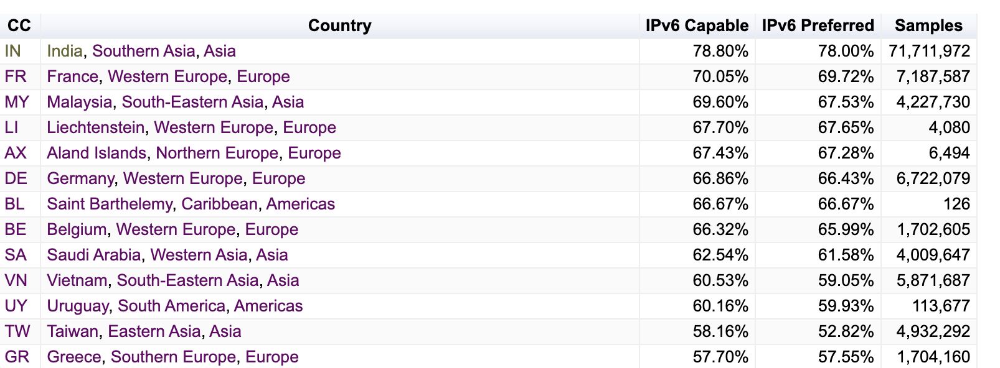 CC Country IPv6 Capable IPv6 Preferred Samples
IN India, Southern Asia, Asia 78.80% 78.00% 71,711,972
FR France, Western Europe, Europe 70.05% 69.72% 7,187,587
MY Malaysia, South-Eastern Asia, Asia 69.60% 67.53% 4,227,730
LI Liechtenstein, Western Europe, Europe 67.70% 67.65% 4,080
AX Aland Islands, Northern Europe, Europe 67.43% 67.28% 6,494
DE Germany, Western Europe, Europe 66.86% 66.43% 6,722,079
BL Saint Barthelemy, Caribbean, Americas 66.67% 66.67% 126
BE Belgium, Western Europe, Europe 66.32% 65.99% 1,702,605
SA Saudi Arabia, Western Asia, Asia 62.54% 61.58% 4,009,647
VN Vietnam, South-Eastern Asia, Asia 60.53% 59.05% 5,871,687
UY Uruguay, South America, Americas 60.16% 59.93% 113,677
TW Taiwan, Eastern Asia, Asia 58.16% 52.82% 4,932,292
GR Greece, Southern Europe, Europe 57.70% 57.55% 1,704,160